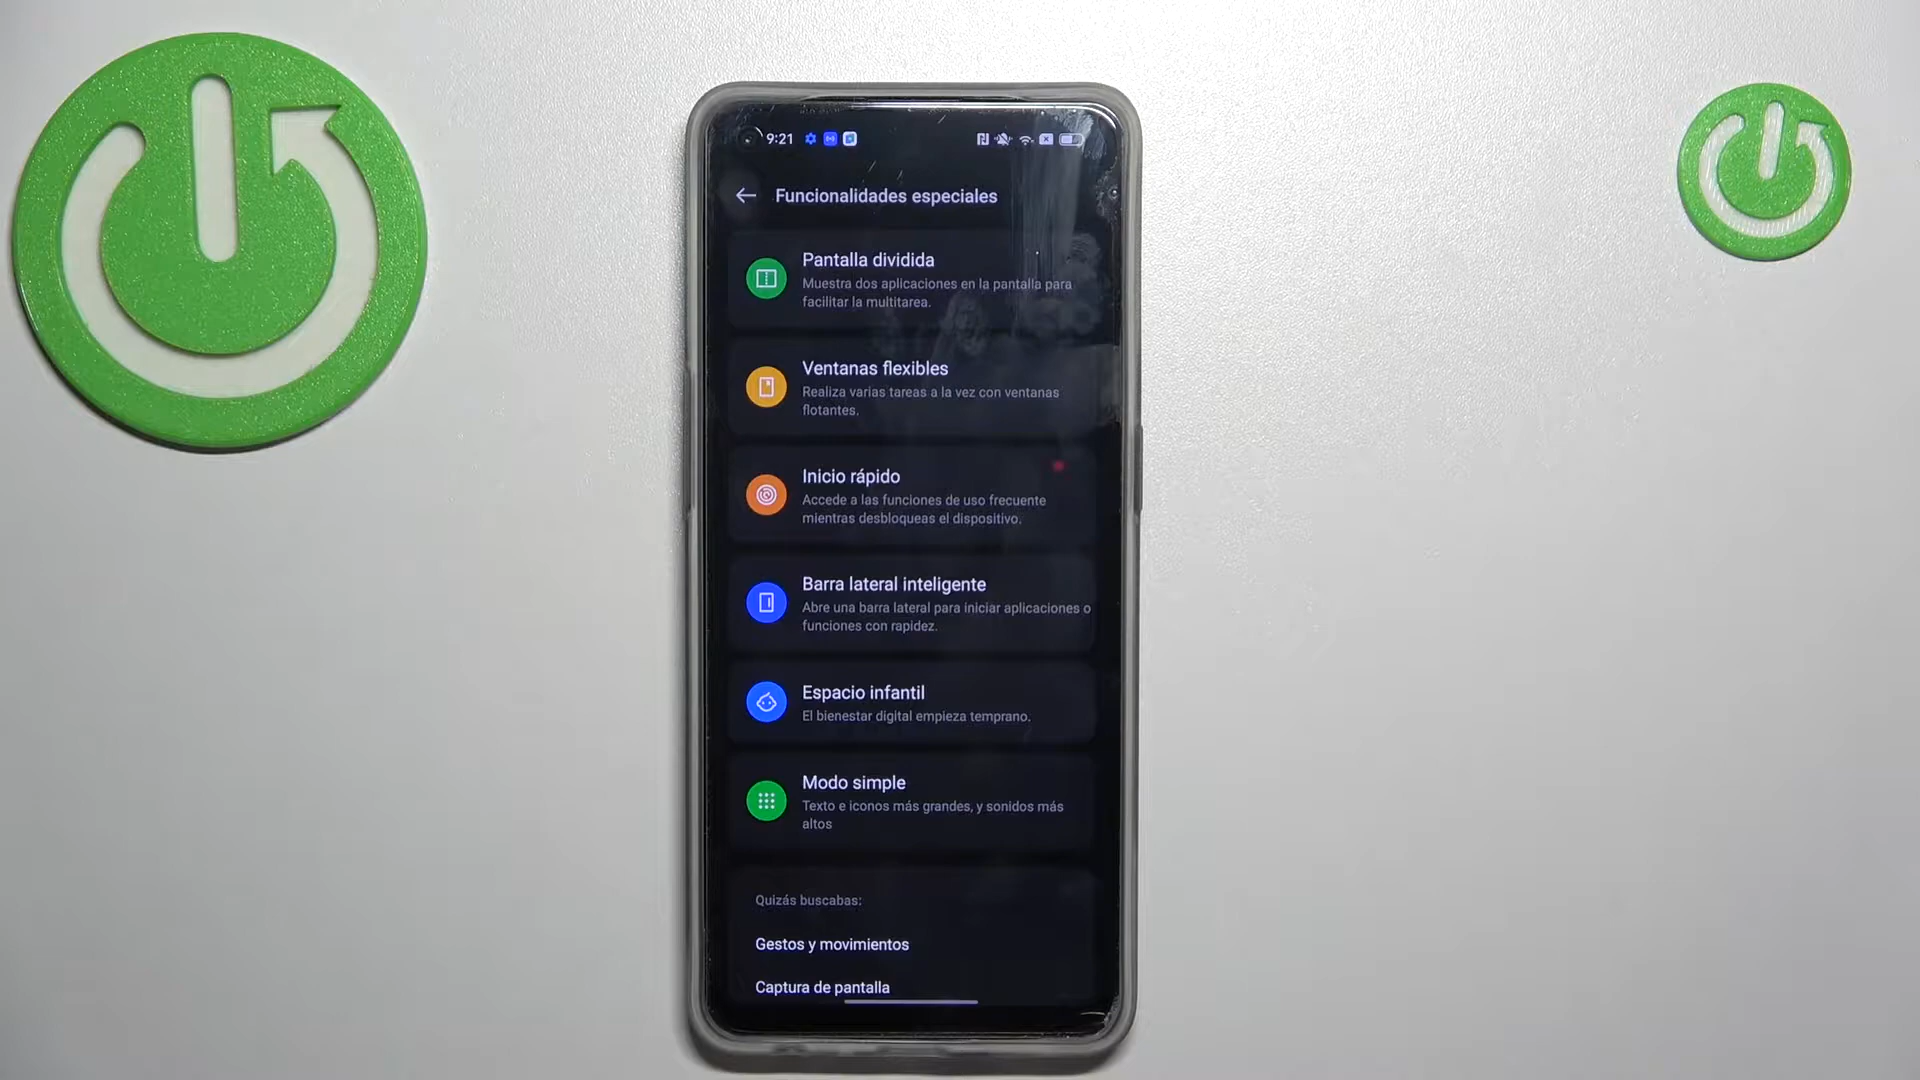 9:21
Funcionalidades especiales
Pantalla dividida
Muestra dos aplicaciones en la pantalla para
facilitar la multitarea.
Ventanas flexibles
Realiza varias tareas a la vez con ventanas
flotantes.
Inicio rápido
Accede a las funciones de uso frecuente
mientras desbloqueas el dispositivo.
Barra lateral inteligente
Abre una barra lateral para iniciar aplicaciones o
funciones con rapidez.
Espacio infantil
El bienestar digital empieza temprano.
Modo simple
Texto e iconos más grandes, y sonidos más
altos
Quizás buscabas:
Gestos y movimientos
Captura de pantalla